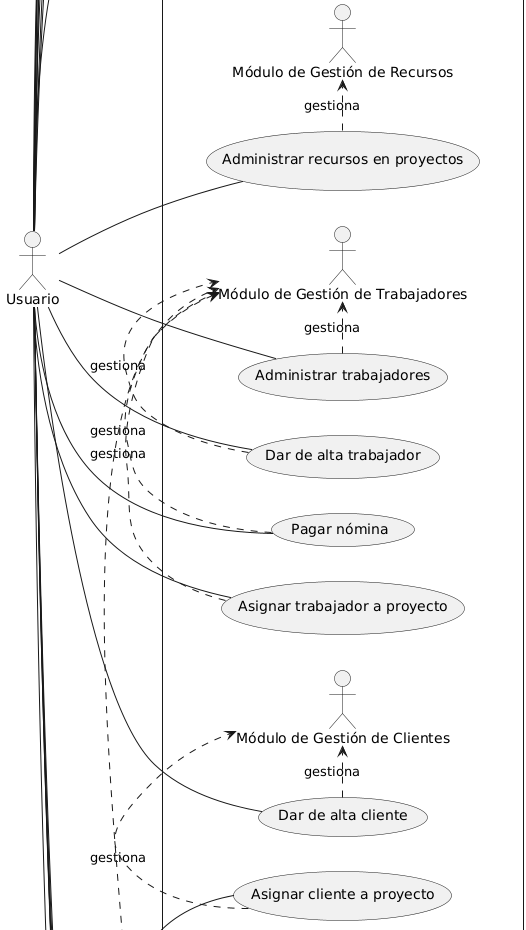 Módulo de Gestión de Recursos
gestiona
Administrar recursos en proyectos
Usuario
Módulo de Gestión de Trabajadores
gestiona
gestiona
Administrar trabajadores
gestiona
gestiona
Dar de alta trabajador
Pagar nómina
Asignar trabajador a proyecto
Módulo de Gestión de Clientes
gestiona
Dar de alta cliente
gestiona
Asignar cliente a proyecto